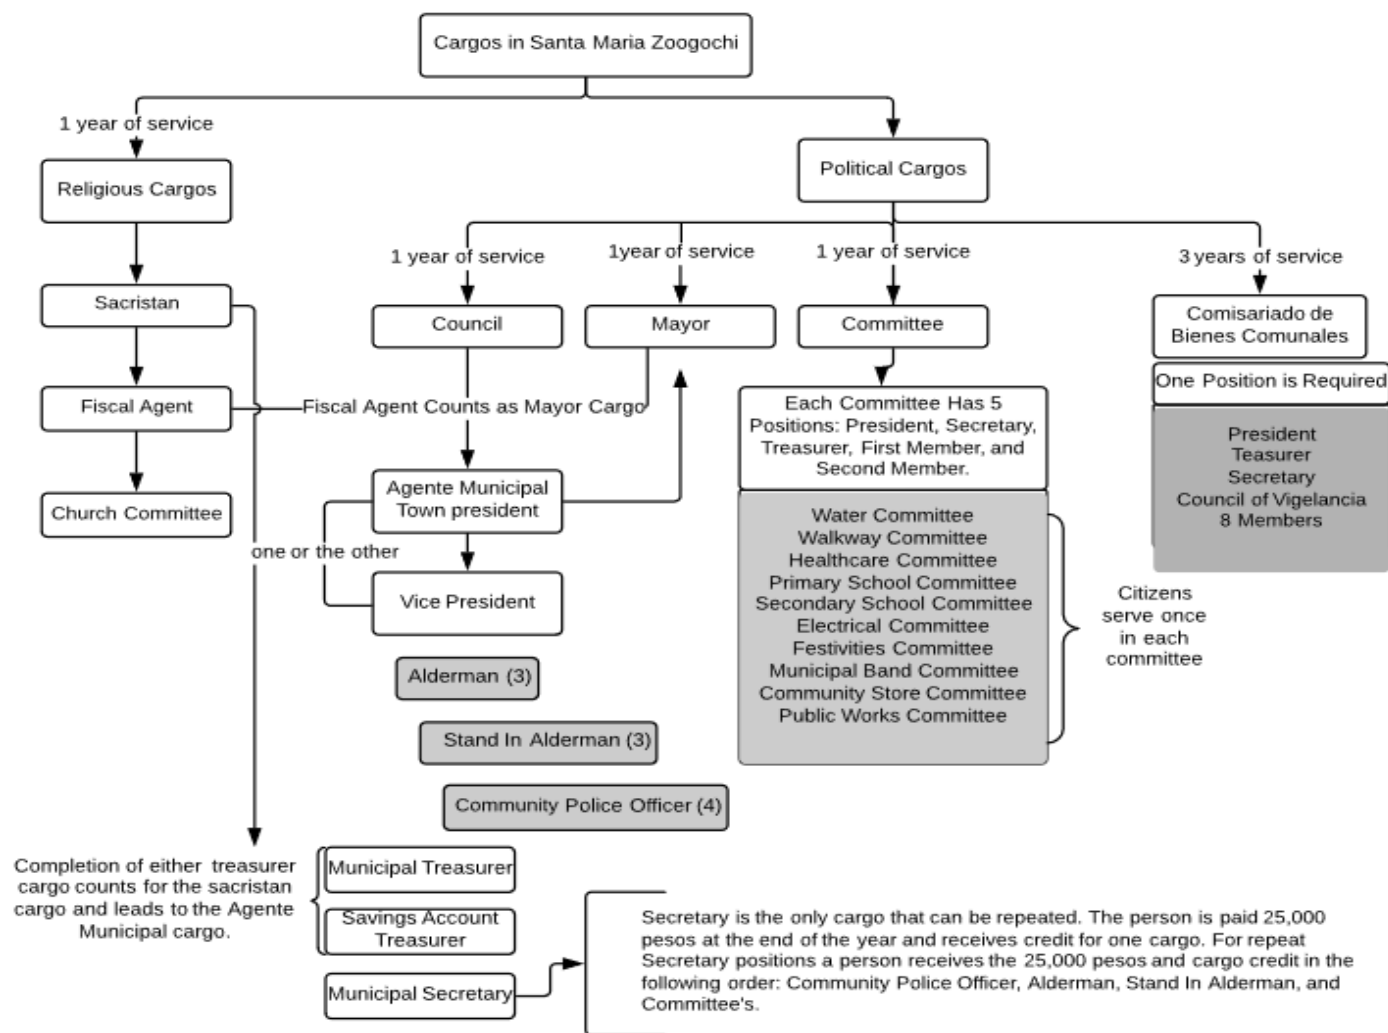 Cargos in Santa Maria Zoogochi
1 year of service
Religious Cargos
Political Cargos
1 year of service
1year of service
1 year of service
3 years of service
Sacristan
Council
Mayor
Committee
Comisariado de
Bienes Comunales
One Position is Required
President
Teasurer
Secretary
Council of Vigelancia
8 Members
Fiscal Agent
Fiscal Agent Counts as Mayor Cargo
Each Committee Has 5
Positions: President, Secretary,
Treasurer, First Member, and
Second Member.
Church Committee
Agente Municipal
Town president
one or the other
Vice President
Water Committee
Walkway Committee
Healthcare Committee
Primary School Committee
Secondary School Committee
Electrical Committee
Festivities Committee
Municipal Band Committee
Community Store Committee
Public Works Committee
Citizens
serve once
in each
committee
Alderman (3)
Stand In Alderman (3)
Community Police Officer (4)
Completion of either treasurer
cargo counts for the sacristan
cargo and leads to the Agente
Municipal cargo.
Municipal Treasurer
Savings Account
Treasurer
Municipal Secretary
Secretary is the only cargo that can be repeated. The person is paid 25,000
pesos at the end of the year and receives credit for one cargo. For repeat
Secretary positions a person receives the 25,000 pesos and cargo credit in the
following order: Community Police Officer, Alderman, Stand In Alderman, and
Committee's.